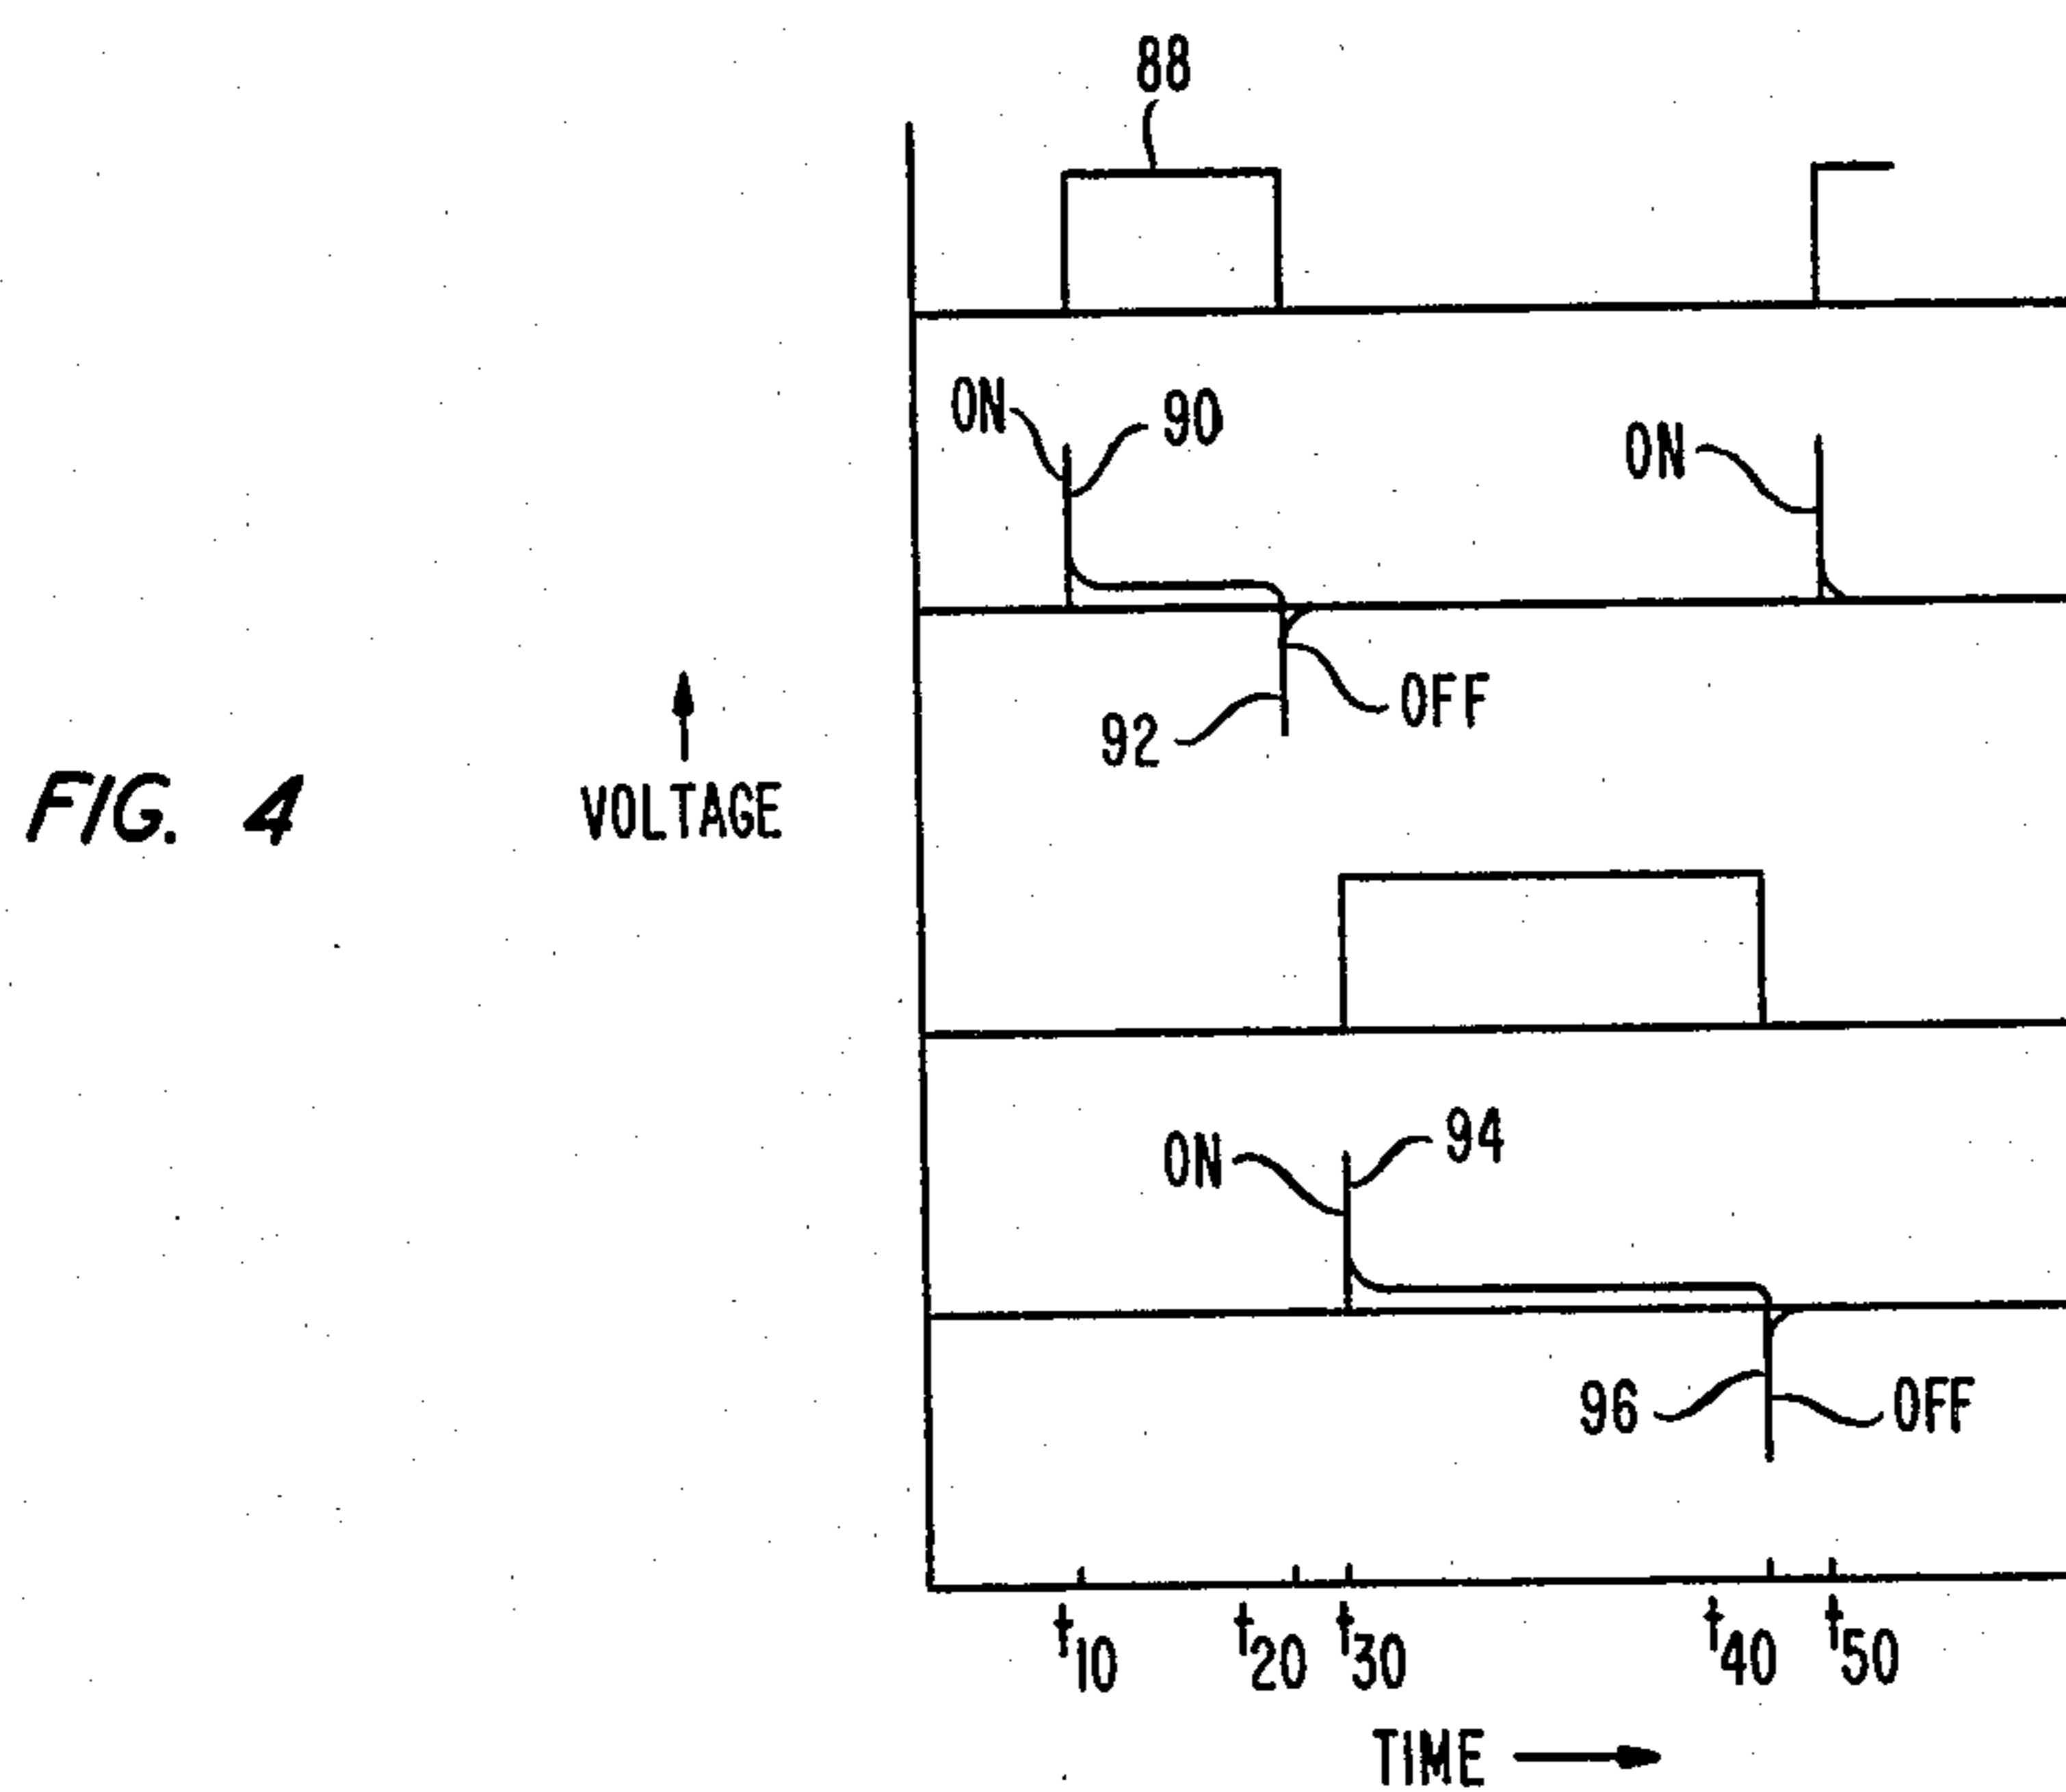 88
ON
90
ON
OFF
92
VOLTAGE
FIG. 4
ON
94
96
OFF
t10
t20
t30
t40
t50
TIME